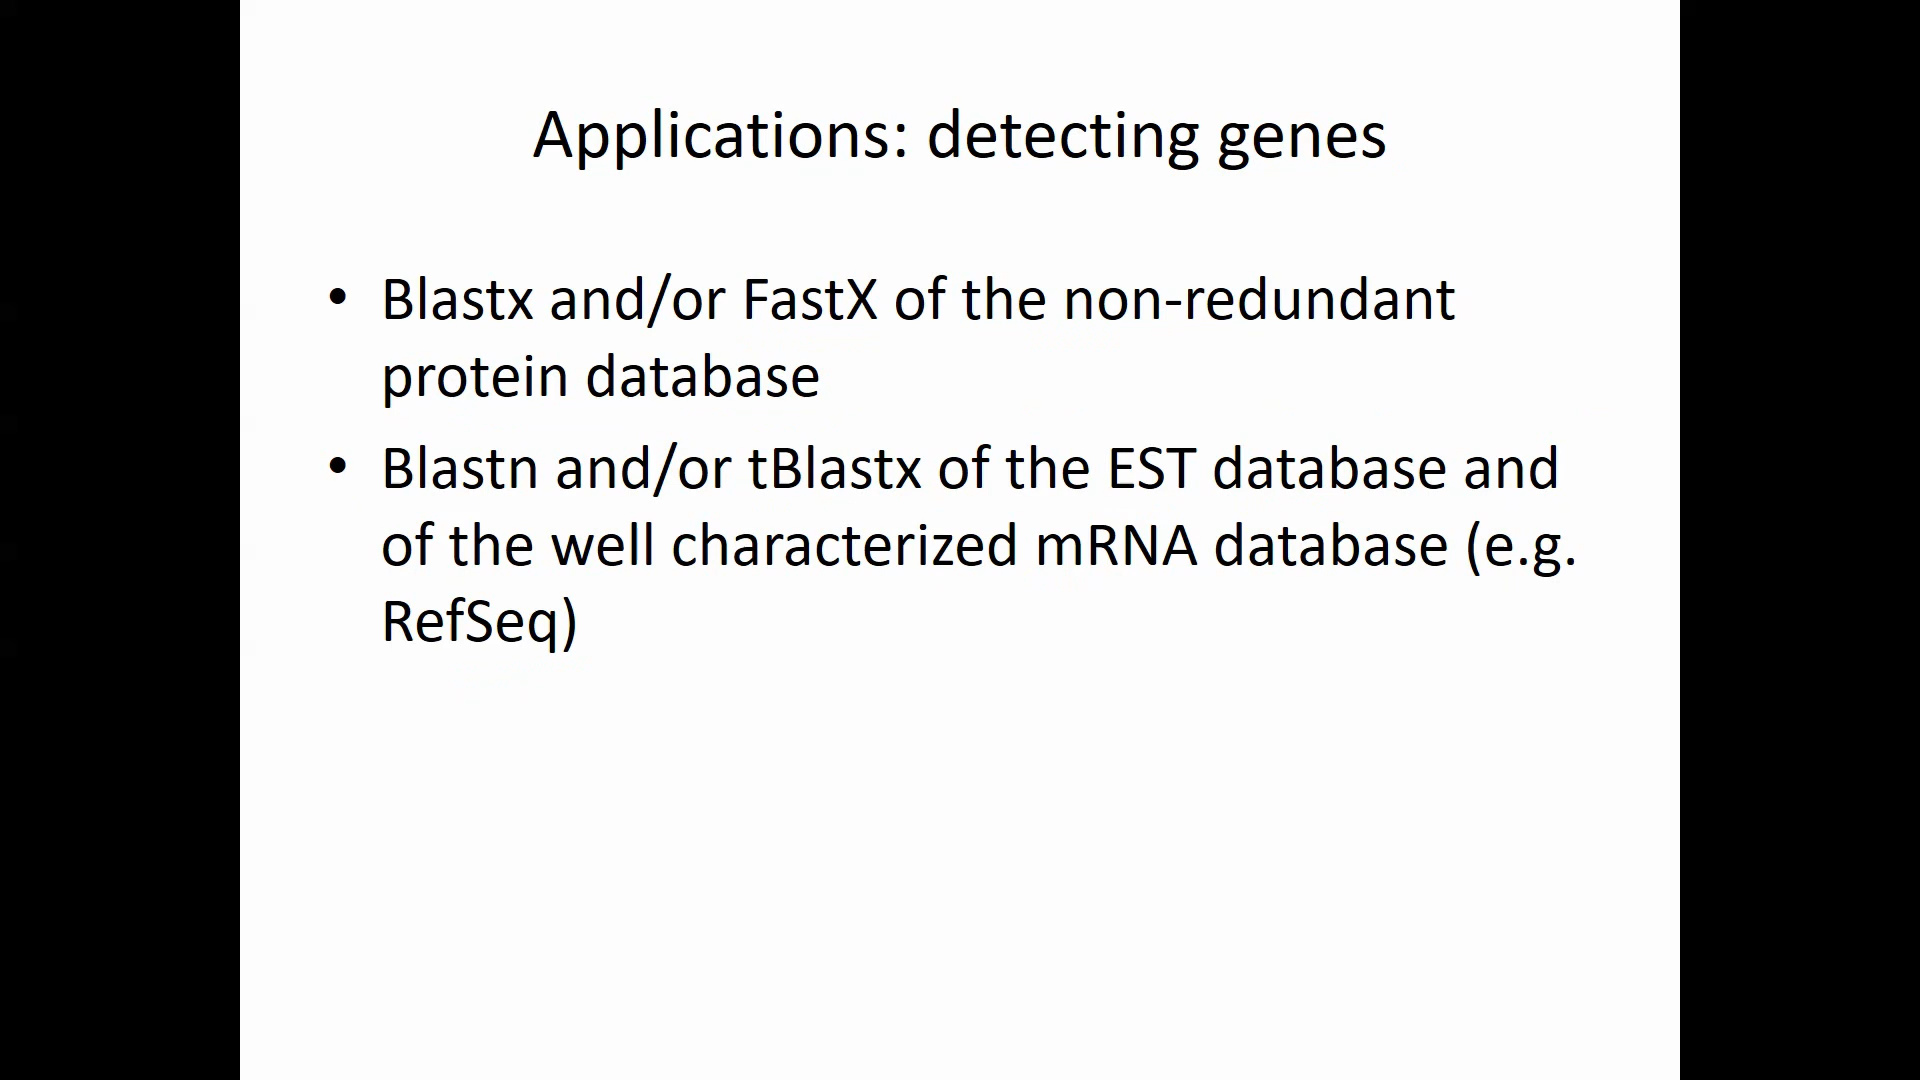 Applications: detecting genes
• Blastx and/or FastX of the non-redundant
protein database
• Blastn and/or tBlastx of the EST database and
of the well characterized mRNA database (e.g.
RefSeq)